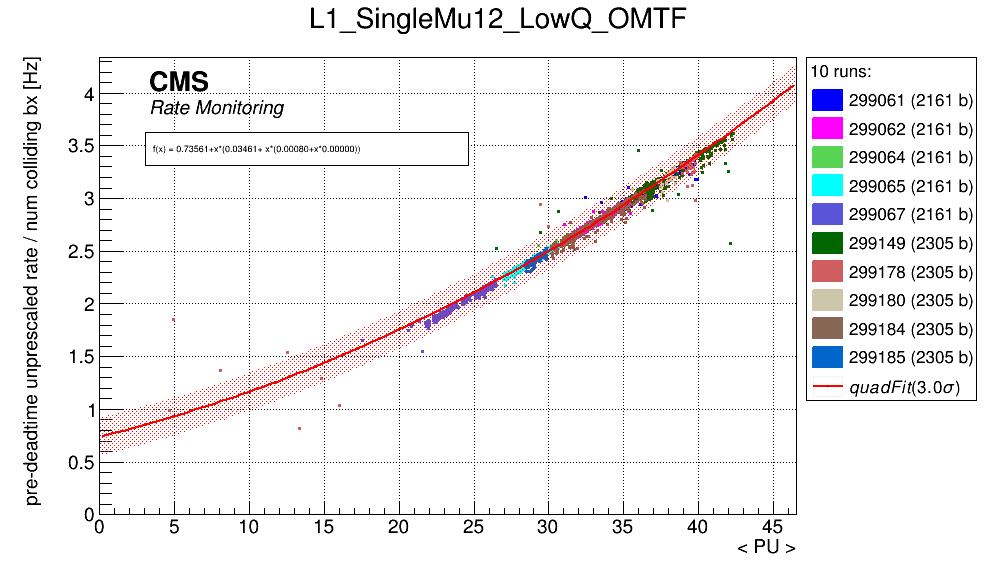 L1_SingleMu12_LowQ_OMTF
pre-deadtime unprescaled rate / num colliding bx [Hz]
CMS
Rate Monitoring
f(x) = 0.73561+x*(0.03461+ x*(0.00080+x*0.00000))
4
3.5
3
2.5
2
1.5
1
0.5
0
0 5 10 15 20 25 30 35 40 45
< PU >
10 runs:
299061 (2161 b)
299062 (2161 b)
299064 (2161 b)
299065 (2161 b)
299067 (2161 b)
299149 (2305 b)
299178 (2305 b)
299180 (2305 b)
299184 (2305 b)
299185 (2305 b)
quadFit(3.0σ)